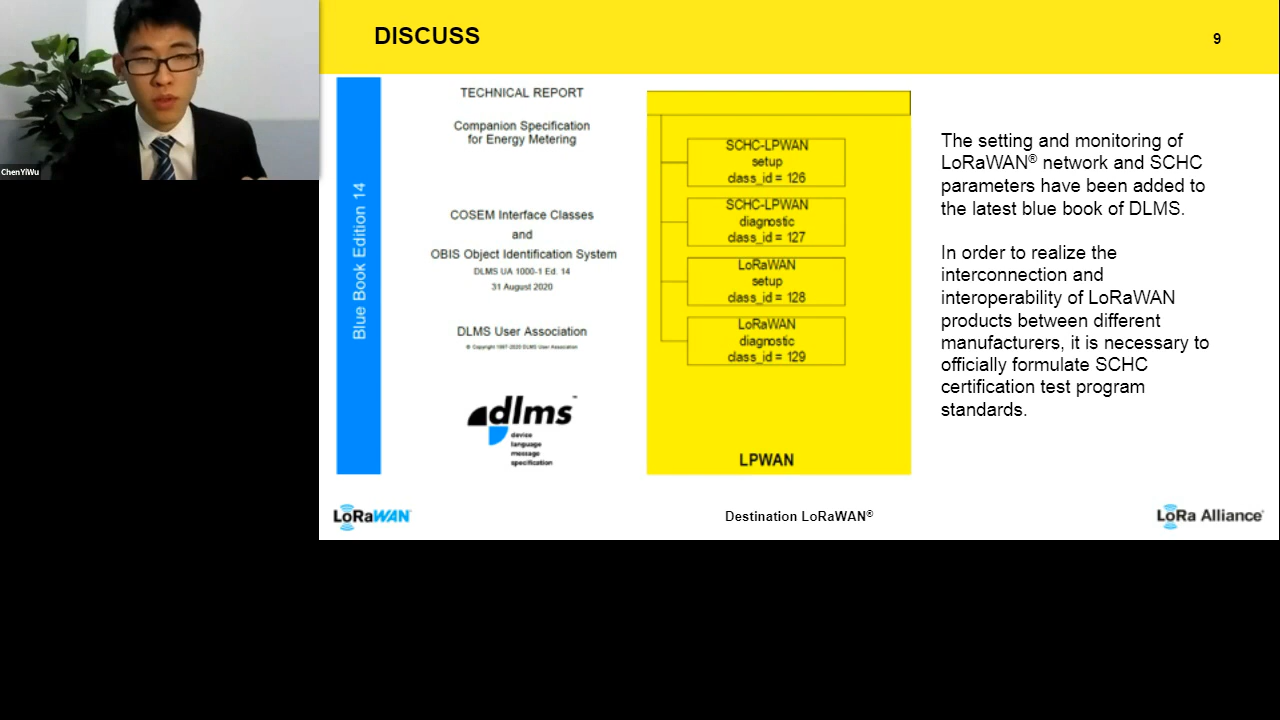 DISCUSS
9
ChenYiWu
Blue Book Edition 14
TECHNICAL REPORT
Companion Specification
for Energy Metering
COSEM Interface Classes
and
OBIS Object Identification System
DLMS UA 1000-1 Ed. 14
31 August 2020
DLMS User Association
© Copyright 1997-2020 DLMS User Association
dlms™
device
language
message
specification
SCHC-LPWAN
setup
class_id = 126
SCHC-LPWAN
diagnostic
class_id = 127
LoRaWAN
setup
class_id = 128
LoRaWAN
diagnostic
class_id = 129
LPWAN
The setting and monitoring of
LoRaWAN® network and SCHC
parameters have been added to
the latest blue book of DLMS.
In order to realize the
interconnection and
interoperability of LoRaWAN
products between different
manufacturers, it is necessary to
officially formulate SCHC
certification test program
standards.
LoRaWAN®
Destination LoRaWAN®
LoRa Alliance®